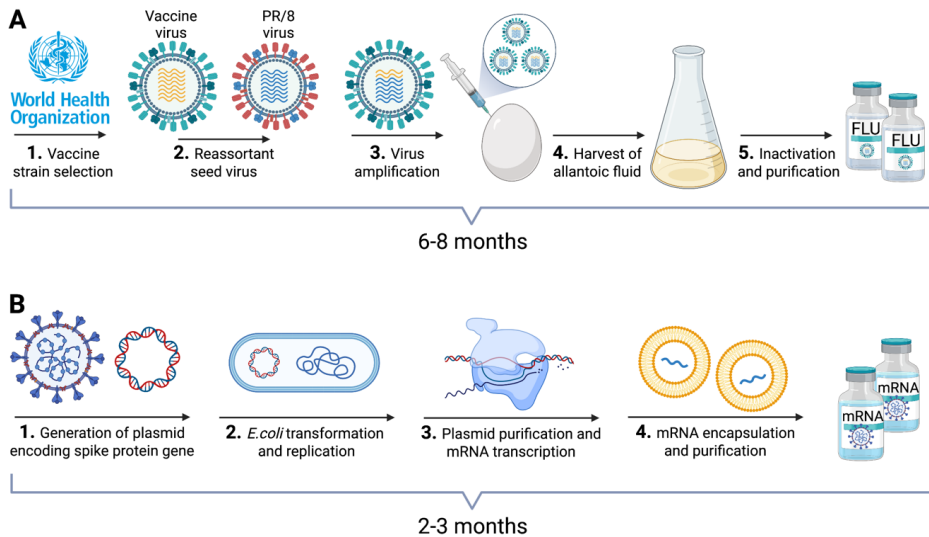 A
World Health
Organization
Vaccine
virus
PR/8
virus
1. Vaccine
strain selection
2. Reassortant
seed virus
3. Virus
amplification
4. Harvest of
allantoic fluid
5. Inactivation
and purification
FLU
FLU
6-8 months
B
1. Generation of plasmid
encoding spike protein gene
2. E.coli transformation
and replication
3. Plasmid purification and
mRNA transcription
4. mRNA encapsulation
and purification
mRNA
mRNA
2-3 months